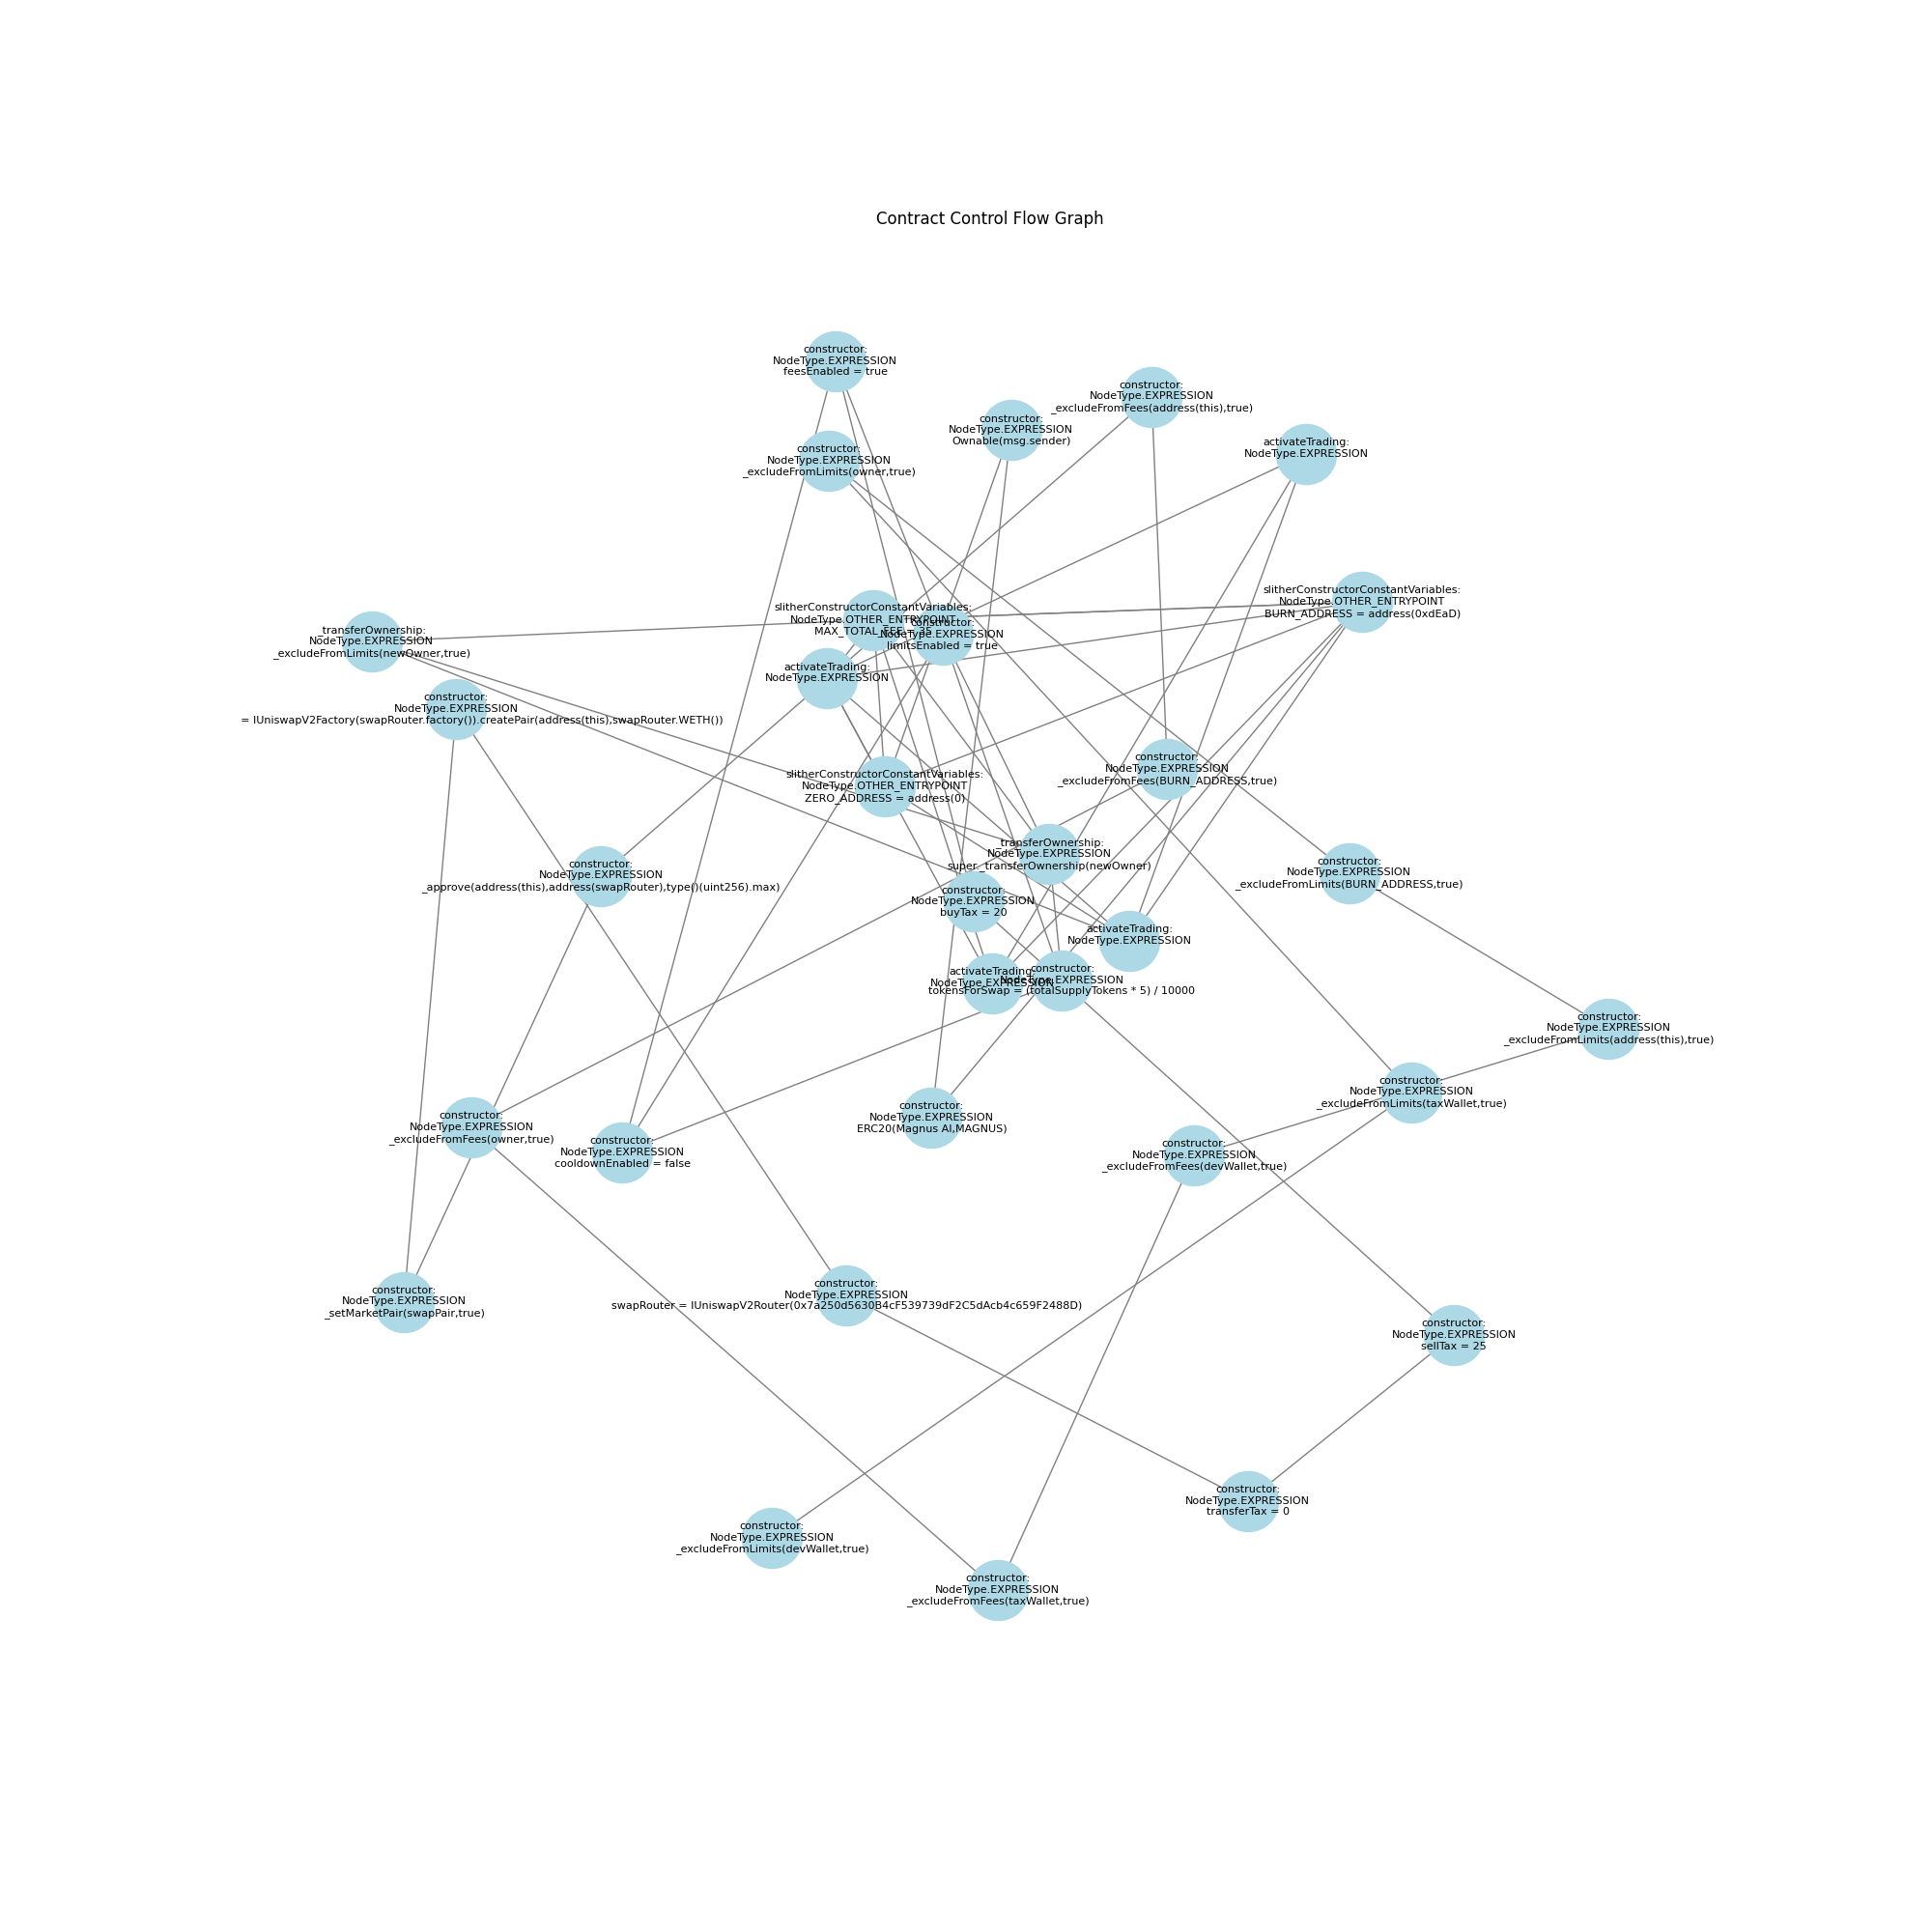 Contract Control Flow Graph
constructor:
NodeType.EXPRESSION
feesEnabled = true
constructor:
NodeType.EXPRESSION
_excludeFromFees(address(this),true)
constructor:
NodeType.EXPRESSION
Ownable(msg.sender)
activateTrading:
NodeType.EXPRESSION
constructor:
NodeType.EXPRESSION
_excludeFromLimits(owner,true)
slitherConstructorConstantVariables:
NodeType.OTHER_ENTRYPOINT
BURN_ADDRESS = address(0xdEaD)
slitherConstructorConstantVariables:
NodeType.OTHER_ENTRYPOINT
MAX_TOTAL_FEE = 35
constructor:
NodeType.EXPRESSION
limitsEnabled = true
_transferOwnership:
NodeType.EXPRESSION
_excludeFromLimits(newOwner,true)
activateTrading:
NodeType.EXPRESSION
constructor:
NodeType.EXPRESSION
= IUniswapV2Factory(swapRouter.factory()).createPair(address(this),swapRouter.WETH())
constructor:
NodeType.EXPRESSION
_excludeFromFees(BURN_ADDRESS,true)
slitherConstructorConstantVariables:
NodeType.OTHER_ENTRYPOINT
ZERO_ADDRESS = address(0)
_transferOwnership:
NodeType.EXPRESSION
super._transferOwnership(newOwner)
constructor:
NodeType.EXPRESSION
_excludeFromLimits(BURN_ADDRESS,true)
constructor:
NodeType.EXPRESSION
_approve(address(this),address(swapRouter),type()(uint256).max)
constructor:
NodeType.EXPRESSION
buyTax = 20
activateTrading:
NodeType.EXPRESSION
activateTrading:
NodeType.EXPRESSION
constructor:
NodeType.EXPRESSION
tokensForSwap = (totalSupplyTokens * 5) / 10000
constructor:
NodeType.EXPRESSION
_excludeFromLimits(address(this),true)
constructor:
NodeType.EXPRESSION
_excludeFromLimits(taxWallet,true)
constructor:
NodeType.EXPRESSION
ERC20(Magnus AI,MAGNUS)
constructor:
NodeType.EXPRESSION
_excludeFromFees(owner,true)
constructor:
NodeType.EXPRESSION
cooldownEnabled = false
constructor:
NodeType.EXPRESSION
_excludeFromFees(devWallet,true)
constructor:
NodeType.EXPRESSION
_setMarketPair(swapPair,true)
constructor:
NodeType.EXPRESSION
swapRouter = IUniswapV2Router(0x7a250d5630B4cF539739dF2C5dAcb4c659F2488D)
constructor:
NodeType.EXPRESSION
sellTax = 25
constructor:
NodeType.EXPRESSION
transferTax = 0
constructor:
NodeType.EXPRESSION
_excludeFromLimits(devWallet,true)
constructor:
NodeType.EXPRESSION
_excludeFromFees(taxWallet,true)